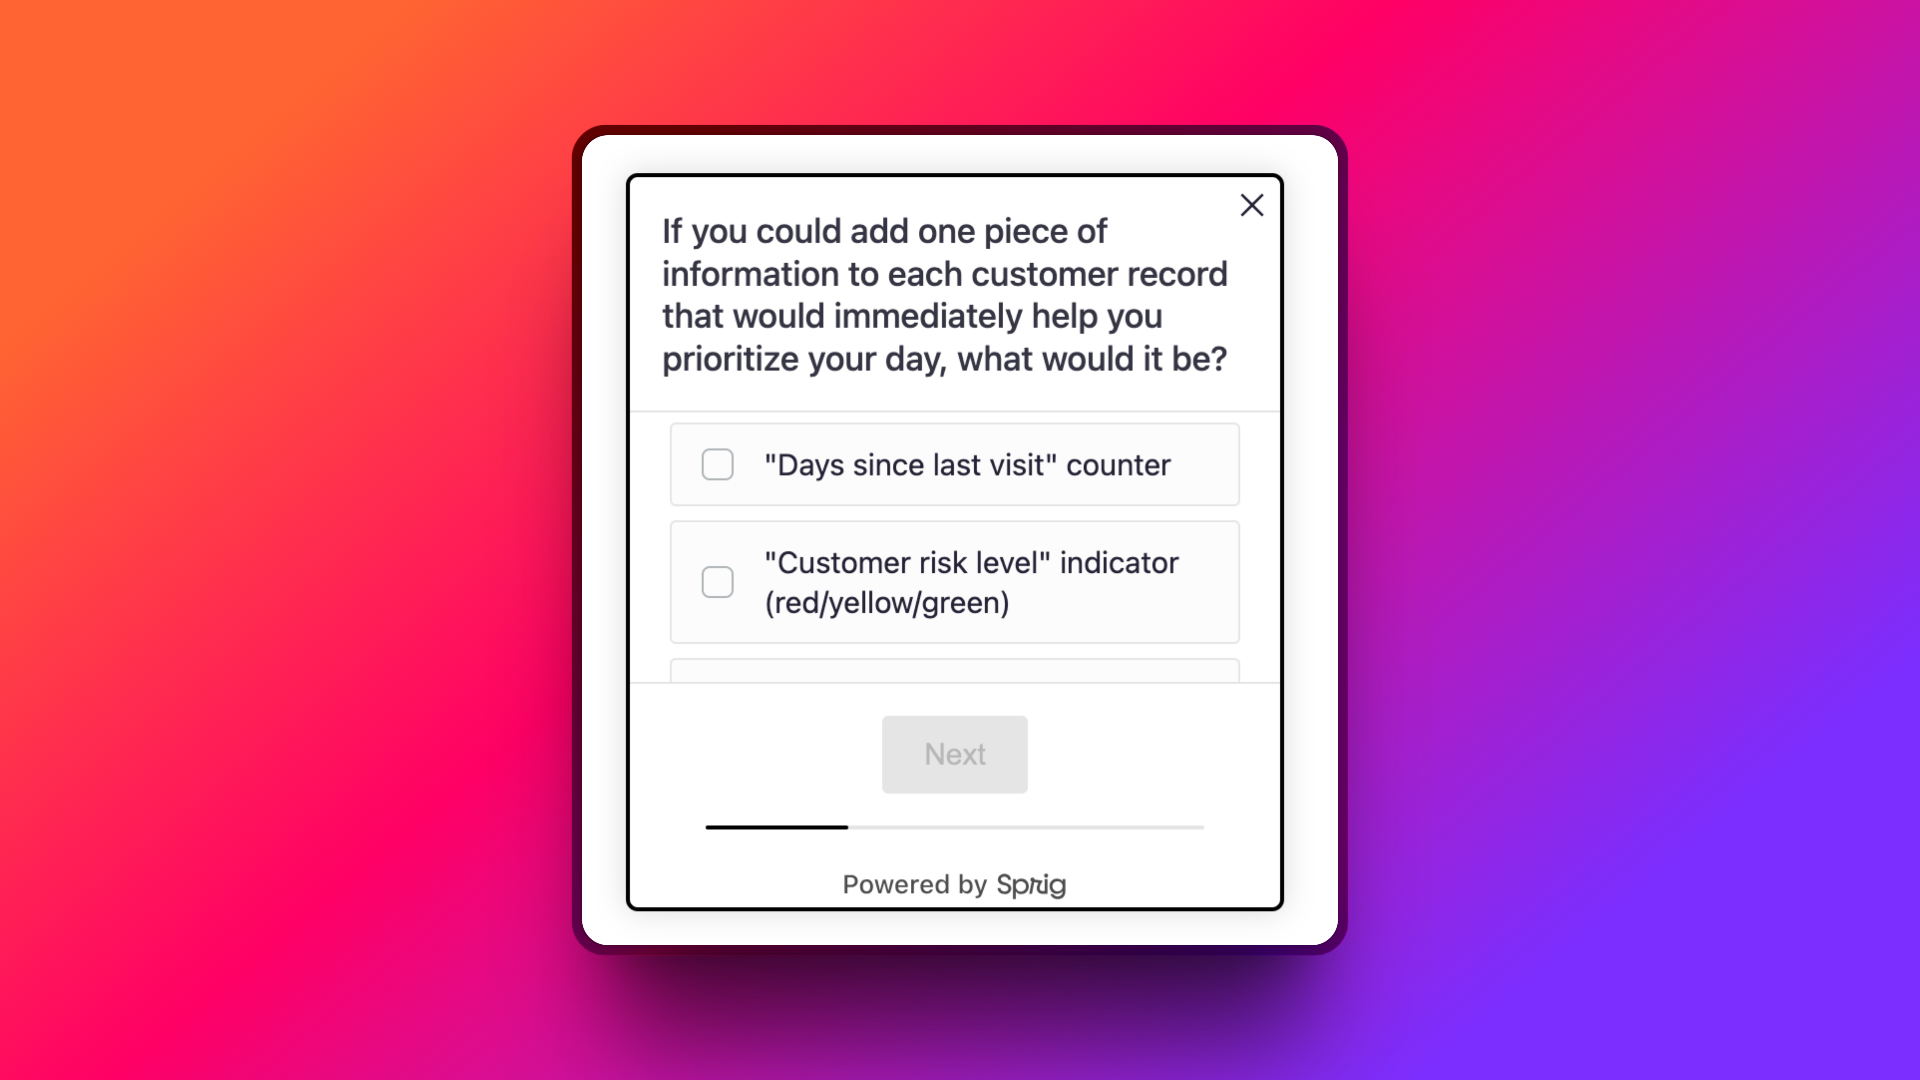 If you could add one piece of
information to each customer record
that would immediately help you
prioritize your day, what would it be?
"Days since last visit" counter
"Customer risk level" indicator
(red/yellow/green)
Next
Powered by Sprig